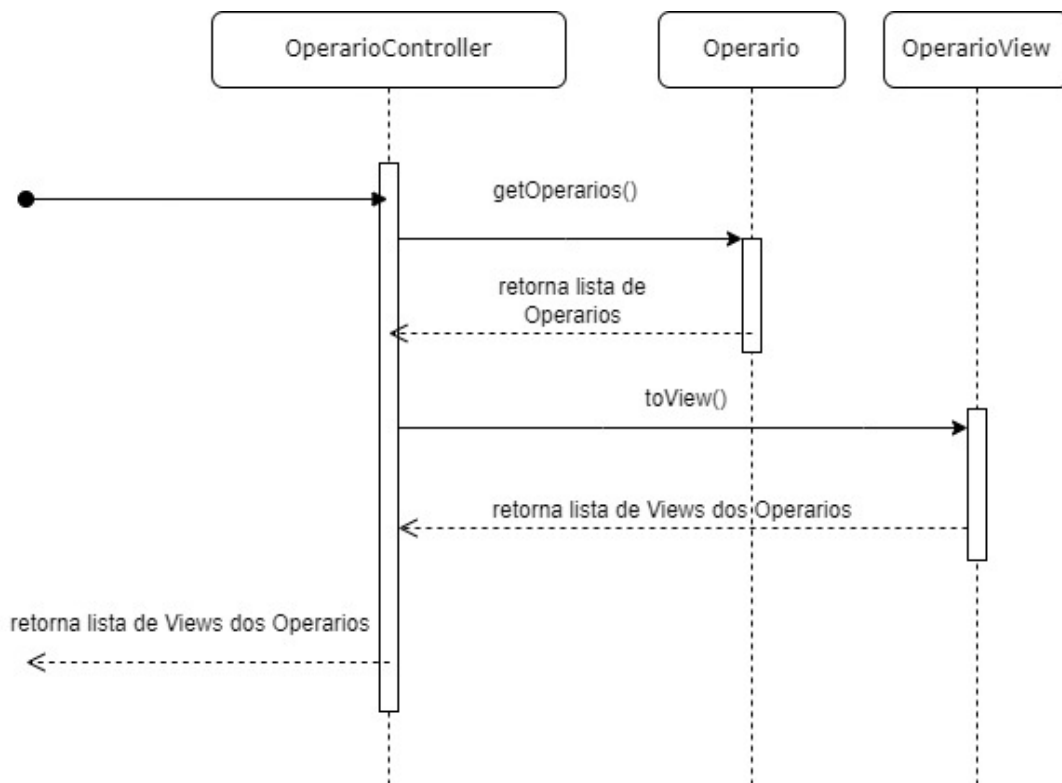 OperarioController
Operario
OperarioView
getOperarios()
retorna lista de
Operarios
toView()
retorna lista de Views dos Operarios
retorna lista de Views dos Operarios